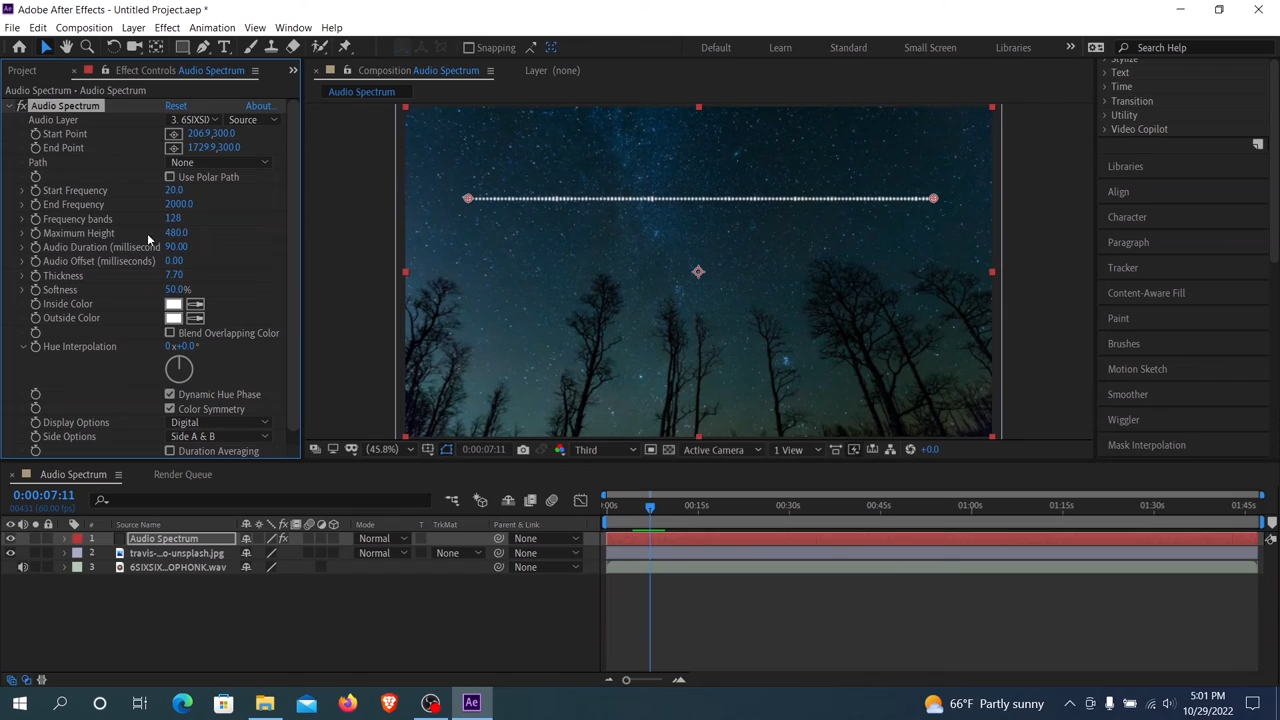 Adobe After Effects - Untitled Project.aep *
File Edit Composition Layer Effect Animation View Window Help
Snapping Default Learn Standard Small Screen Libraries Search Help
Project Effect Controls Audio Spectrum
Audio Spectrum • Audio Spectrum
fx Audio Spectrum Reset About...
Audio Layer 3. 6SIXSI Source
Start Point 206.9,300.0
End Point 1729.9,300.0
Path None
Use Polar Path
Start Frequency 20.0
End Frequency 2000.0
Frequency bands 128
Maximum Height 480.0
Audio Duration (millisecond 90.00
Audio Offset (milliseconds) 0.00
Thickness 7.70
Softness 50.0%
Inside Color
Outside Color
Blend Overlapping Color
Hue Interpolation 0 x+0.0°
Dynamic Hue Phase
Color Symmetry
Display Options Digital
Side Options Side A & B
Duration Averaging
Composition Audio Spectrum Layer (none)
Audio Spectrum
(45.8%) Third Active Camera 1 View +0.0
Text
Time
Transition
Utility
Video Copilot
Libraries
Align
Character
Paragraph
Tracker
Content-Aware Fill
Paint
Brushes
Motion Sketch
Smoother
Wiggler
Mask Interpolation
Audio Spectrum Render Queue
0:00:07:11
00431 (60.00 fps)
# Source Name fx Mode T TrkMat Parent & Link
1 Audio Spectrum fx Normal None
2 travis-...o-unsplash.jpg Normal None None
3 6SIXSIX...OPHONK.wav None
:00s 00:15s 00:30s 00:45s 01:00s 01:15s 01:30s 01:45s
Ae
66°F Partly sunny
5:01 PM
10/29/2022